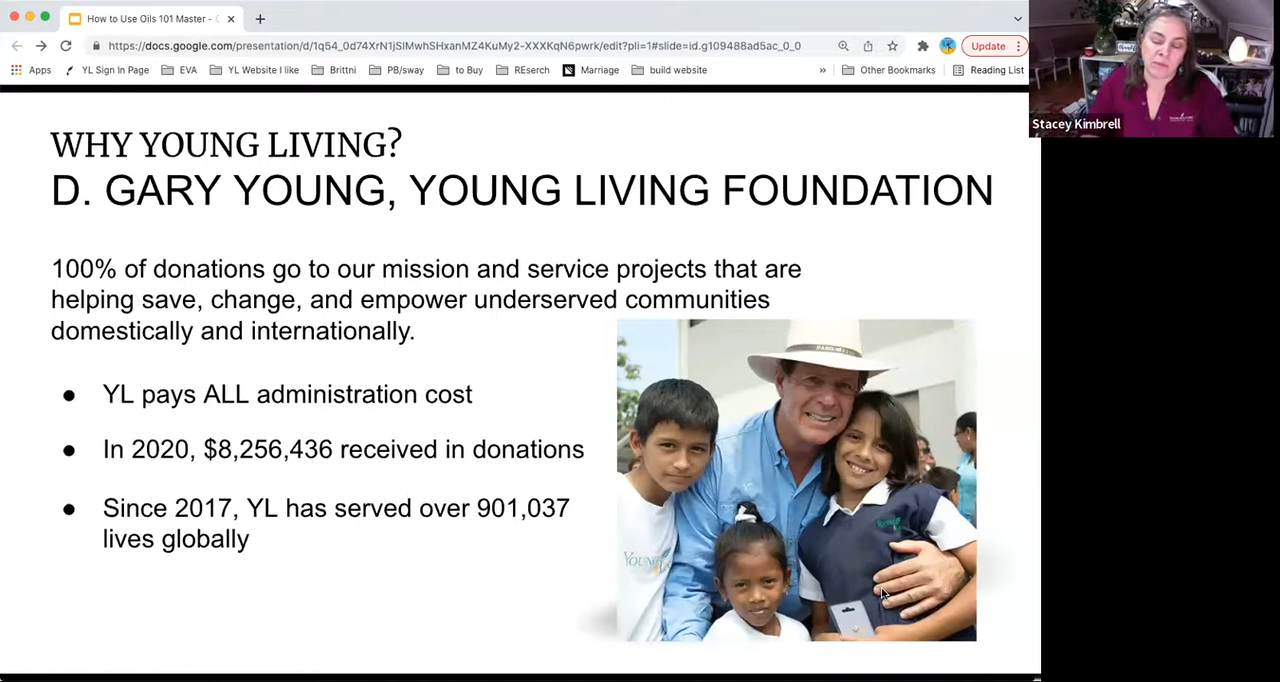 How to Use Oils 101 Master - 
https://docs.google.com/presentation/d/1q54_0d74XrN1jSIMwhSHxanMZ4KuMy2-XXXKqN6pwrk/edit?pli=1#slide=id.g109488ad5ac_0_0
Update
Apps YL Sign In Page EVA YL Website I like Brittni PB/sway to Buy REserch Marriage build website » Other Bookmarks Reading List
Stacey Kimbrell
WHY YOUNG LIVING?
D. GARY YOUNG, YOUNG LIVING FOUNDATION
100% of donations go to our mission and service projects that are
helping save, change, and empower underserved communities
domestically and internationally.
● YL pays ALL administration cost
● In 2020, $8,256,436 received in donations
● Since 2017, YL has served over 901,037
lives globally